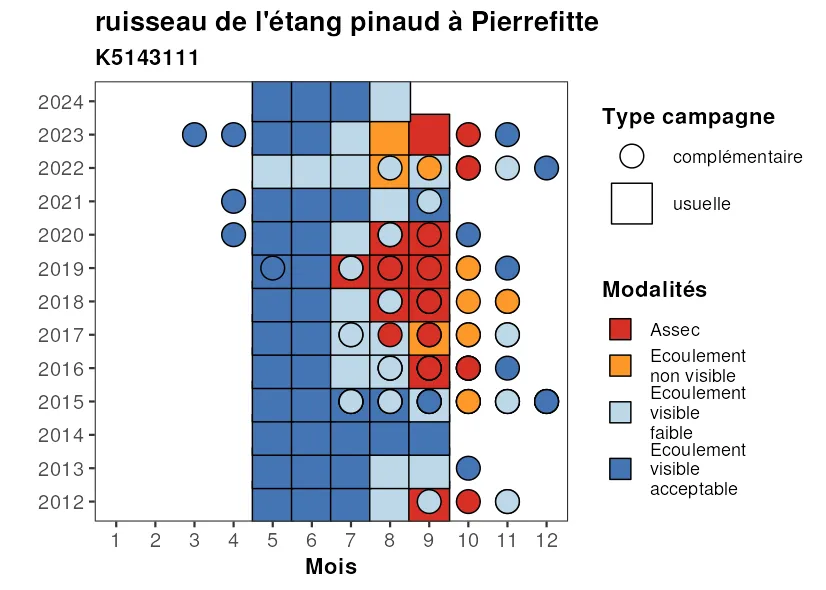 ruisseau de l'étang pinaud à Pierrefitte
K5143111
2024
2023
2022
2021
2020
2019
2018
2017
2016
2015
2014
2013
2012
1 2 3 4 5 6 7 8 9 10 11 12
Mois
Type campagne
complémentaire
usuelle
Modalités
Assec
Ecoulement
non visible
Ecoulement
visible
faible
Ecoulement
visible
acceptable